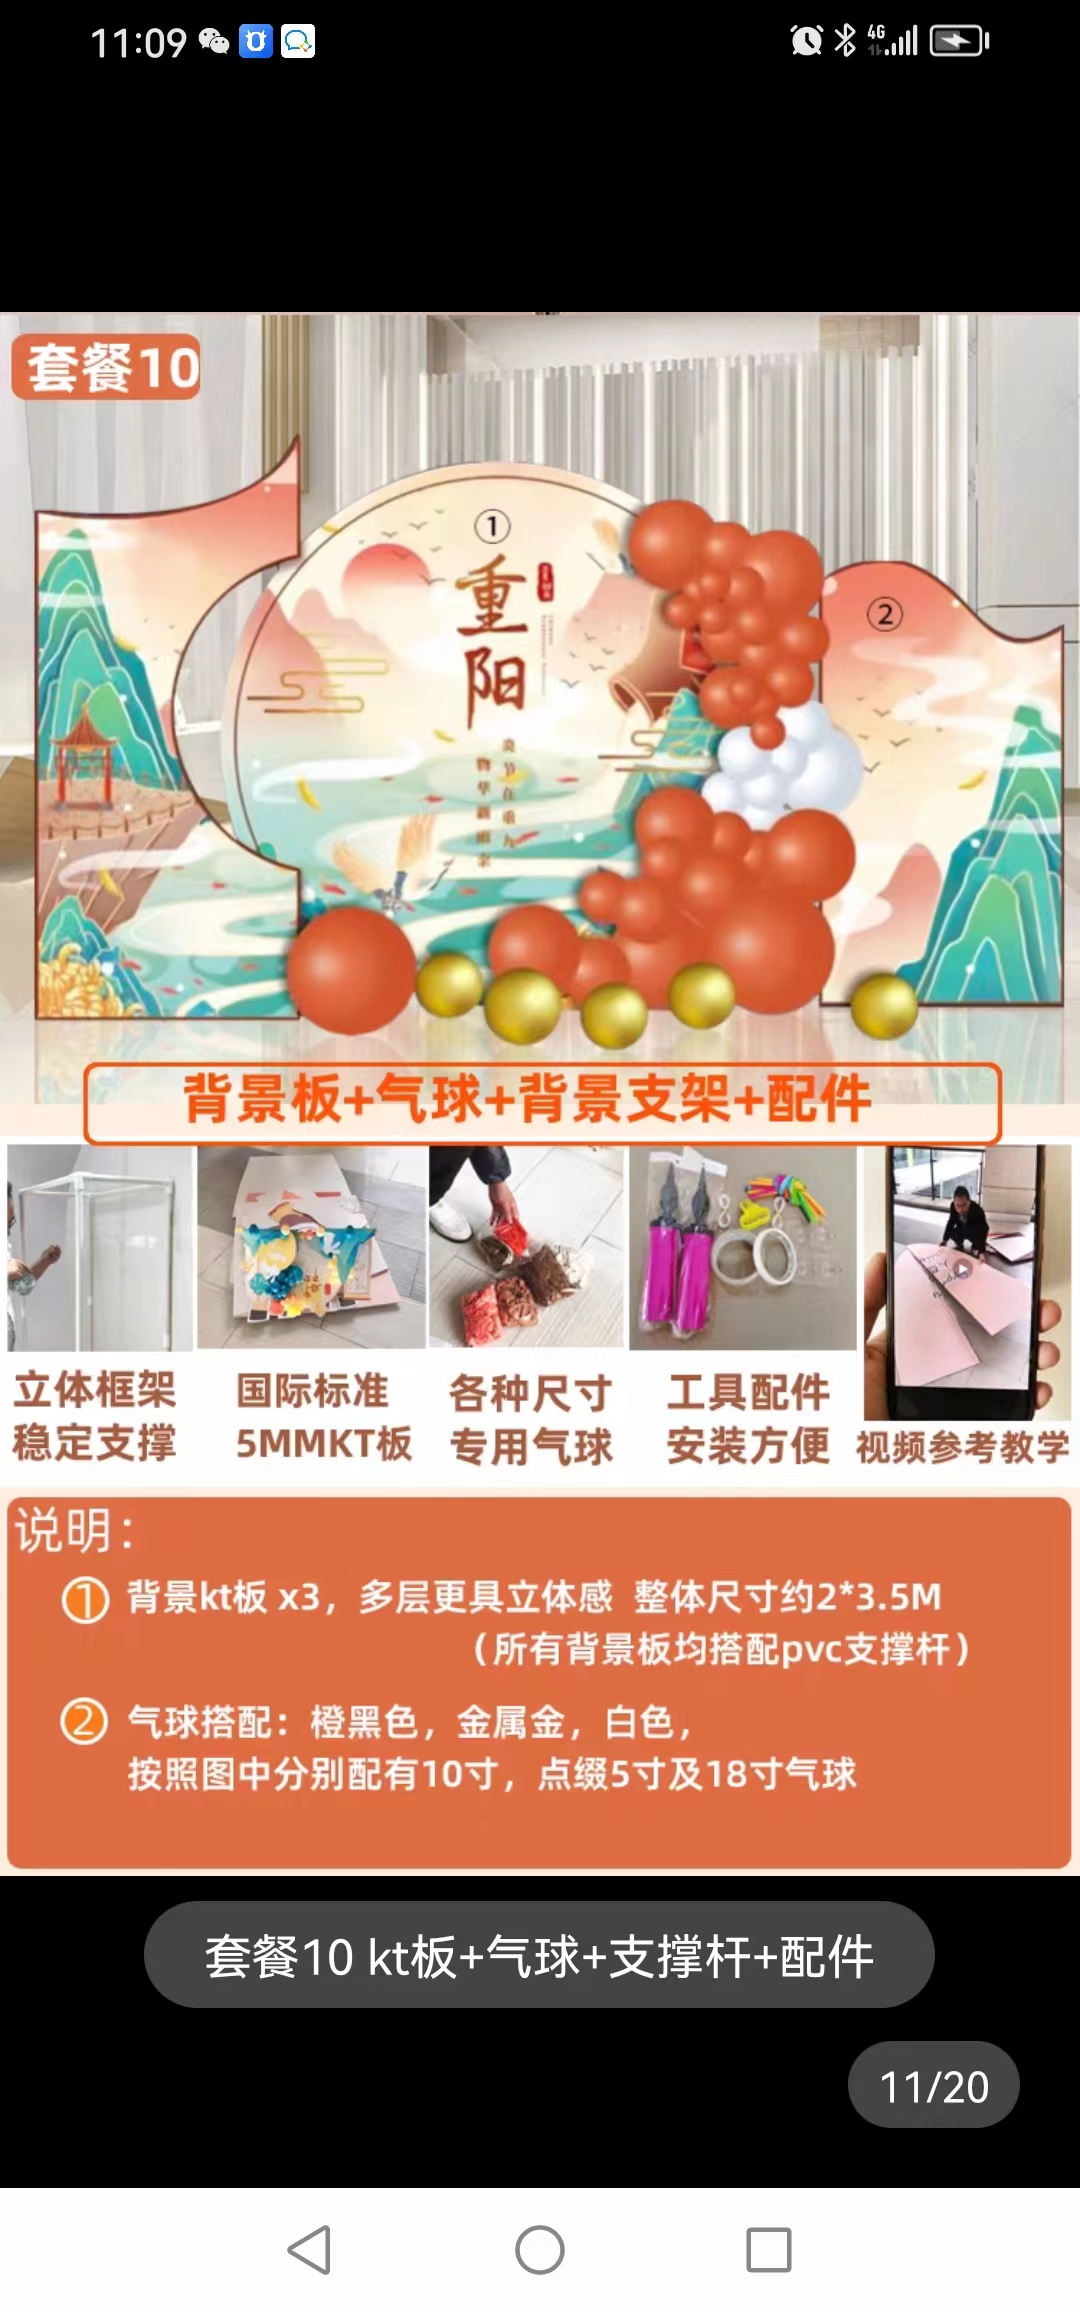 11:09
4G
套餐10
①
重
阳
②
背景板+气球+背景支架+配件
立体框架
稳定支撑
国际标准
5MMKT板
各种尺寸
专用气球
工具配件
安装方便
视频参考教学
说明：
① 背景kt板 x3，多层更具立体感 整体尺寸约2*3.5M
（所有背景板均搭配pvc支撑杆）
② 气球搭配：橙黑色，金属金，白色，
按照图中分别配有10寸，点缀5寸及18寸气球
套餐10 kt板+气球+支撑杆+配件
11/20